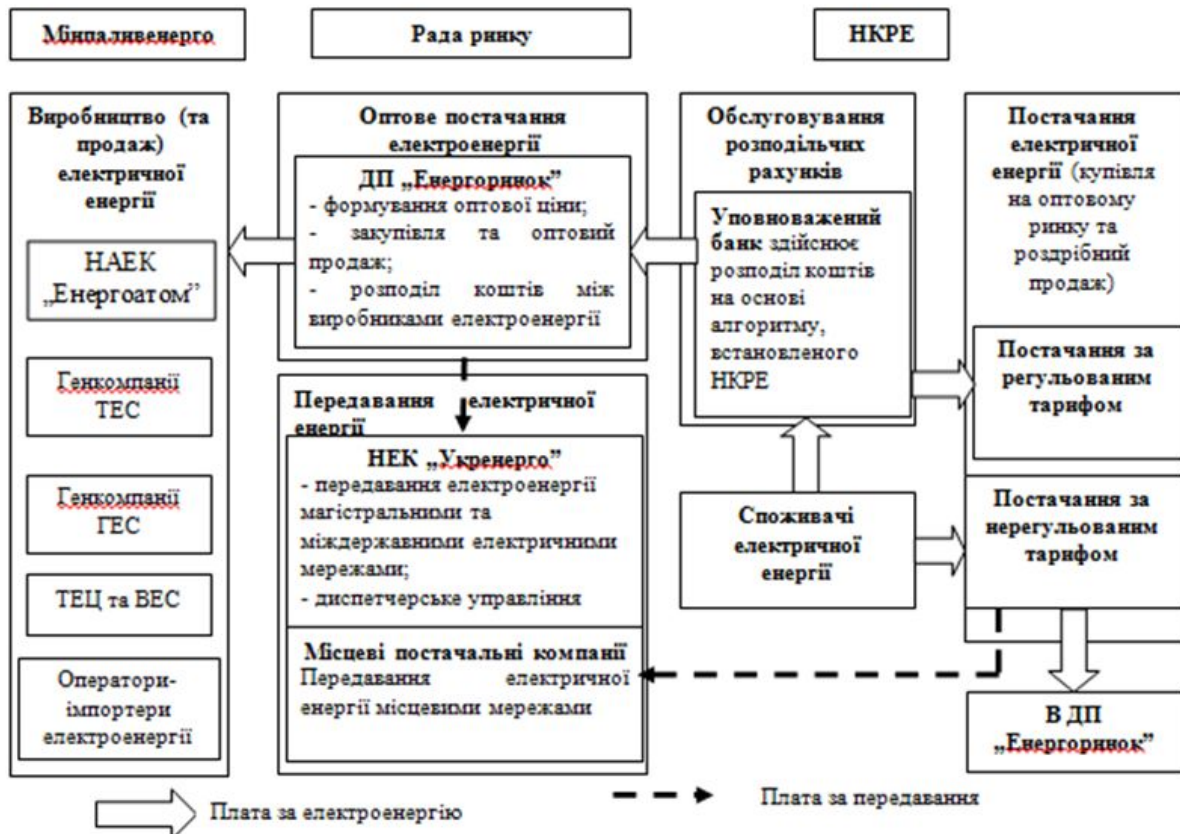 Мінпаливенерго
Рада ринку
НКРЕ
Виробництво (та
продаж)
електричної
енергії
НАЕК
„Енергоатом”
Генкомпанії
ТЕС
Генкомпанії
ГЕС
ТЕЦ та ВЕС
Оператори-
імпортери
електроенергії
Оптове постачання
електроенергії
ДП „Енергоринок”
- формування оптової ціни;
- закупівля та оптовий
продаж;
- розподіл коштів між
виробниками електроенергії
Передавання електричної
енергії
НЕК „Укренерго”
- передавання електроенергії
магістральними та
міждержавними електричними
мережами;
- диспетчерське управління
Місцеві постачальні компанії
Передавання електричної
енергії місцевими мережами
Обслуговування
розподільчих
рахунків
Уповноважений
банк здійснює
розподіл коштів
на основі
алгоритму,
встановленого
НКРЕ
Споживачі
електричної
енергії
Постачання
електричної
енергії (купівля
на оптовому
ринку та
роздрібний
продаж)
Постачання за
регульованим
тарифом
Постачання за
нерегульованим
тарифом
В ДП
„Енергоринок”
Плата за електроенергію
Плата за передавання